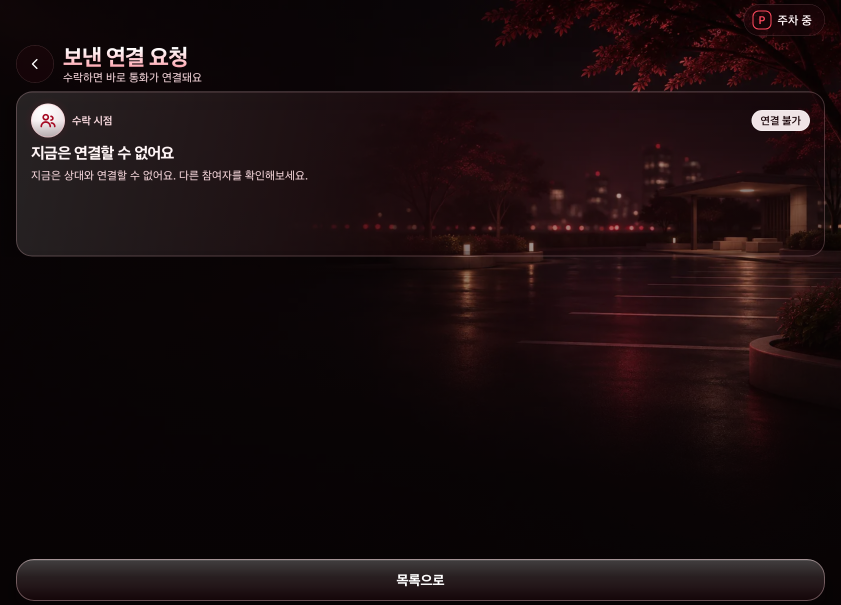 P 주차 중
보낸 연결 요청
수락하면 바로 통화가 연결돼요
수락 시점
연결 불가
지금은 연결할 수 없어요
지금은 상대와 연결할 수 없어요. 다른 참여자를 확인해보세요.
목록으로